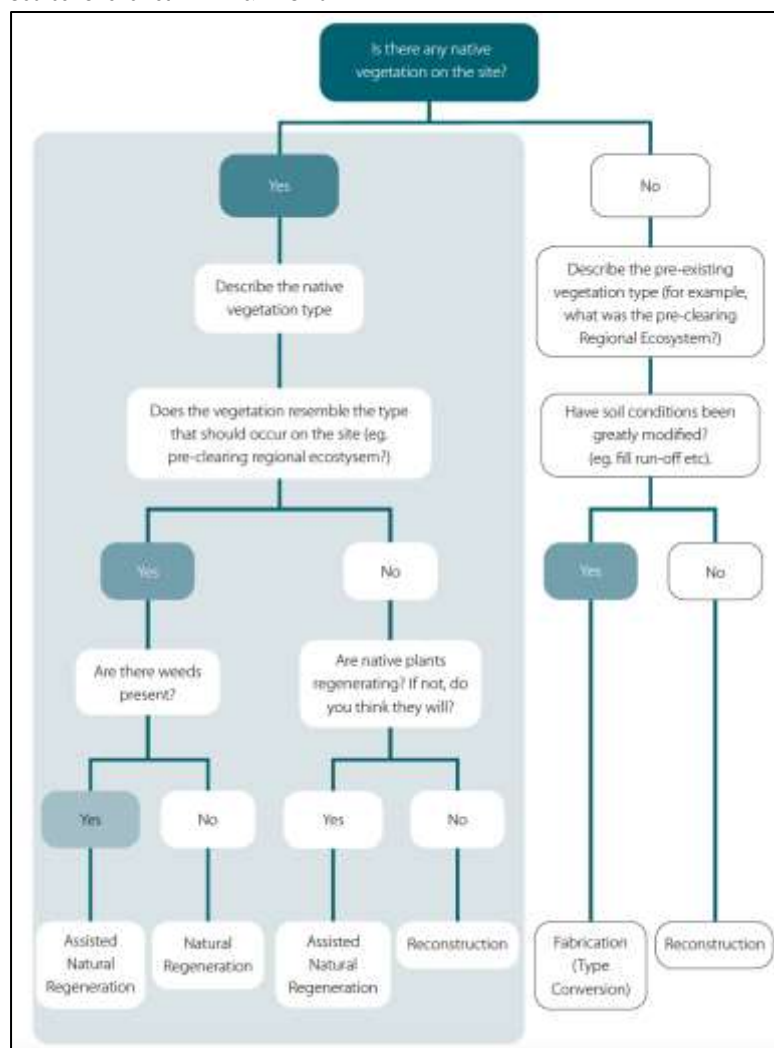 Is there any native
vegetation on the site?
Yes
No
Describe the native
vegetation type
Describe the pre-existing
vegetation type (for example,
what was the pre-clearing
Regional Ecosystem?)
Does the vegetation resemble the type
that should occur on the site (eg.
pre-clearing regional ecostysem?)
Have soil conditions been
greatly modified?
(eg. fill run-off etc).
Yes
No
Yes
No
Are there weeds
present?
Are native plants
regenerating? If not, do
you think they will?
Yes
No
Yes
No
Assisted
Natural
Regeneration
Natural
Regeneration
Assisted
Natural
Regeneration
Reconstruction
Fabrication
(Type
Conversion)
Reconstruction